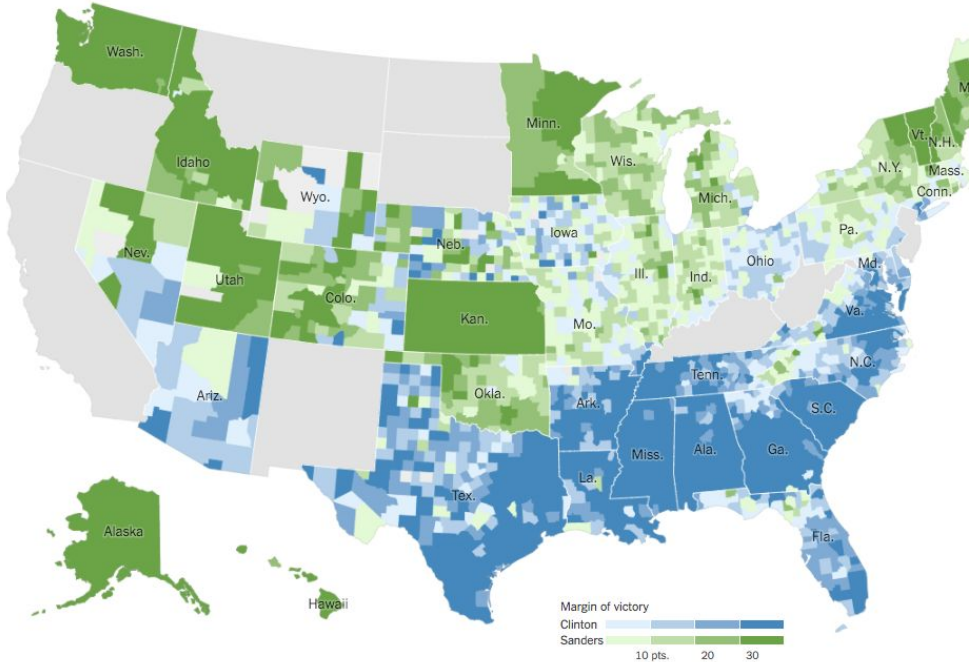 Wash.
Minn.
M
Idaho
Wis.
Vt.
N.H.
N.Y.
Mass.
Mich.
Conn.
Wyo.
Iowa
Pa.
Neb.
Nev.
Ohio
Md.
Utah
Ill.
Ind.
Colo.
Va.
Kan.
Mo.
N.C.
Tenn.
Okla.
Ariz.
Ark.
S.C.
Miss.
Ala.
Ga.
La.
Tex.
Alaska
Fla.
Hawaii
Margin of victory
Clinton
Sanders
10 pts. 20 30